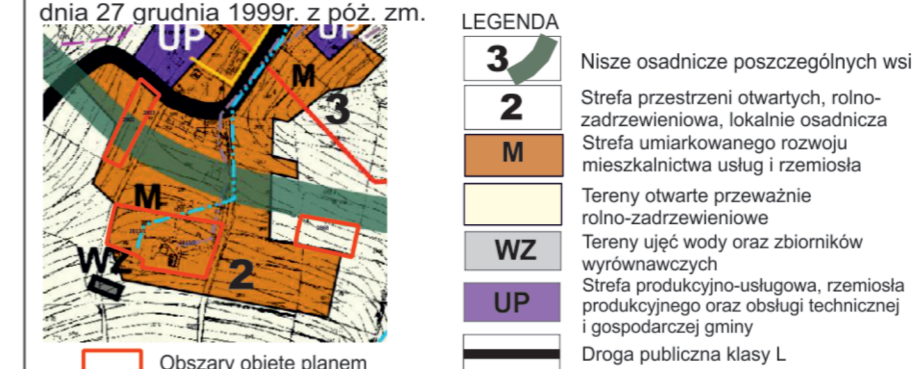 dnia 27 grudnia 1999r. z póż. zm.
UP
UP
M
3
M
WZ
2
Obszary objęte planem
LEGENDA
3
Nisze osadnicze poszczególnych wsi
2
Strefa przestrzeni otwartych, rolno-
zadrzewieniowa, lokalnie osadnicza
M
Strefa umiarkowanego rozwoju
mieszkalnictwa usług i rzemiosła
Tereny otwarte przeważnie
rolno-zadrzewieniowe
WZ
Tereny ujęć wody oraz zbiorników
wyrównawczych
UP
Strefa produkcyjno-usługowa, rzemiosła
produkcyjnego oraz obsługi technicznej
i gospodarczej gminy
Droga publiczna klasy L